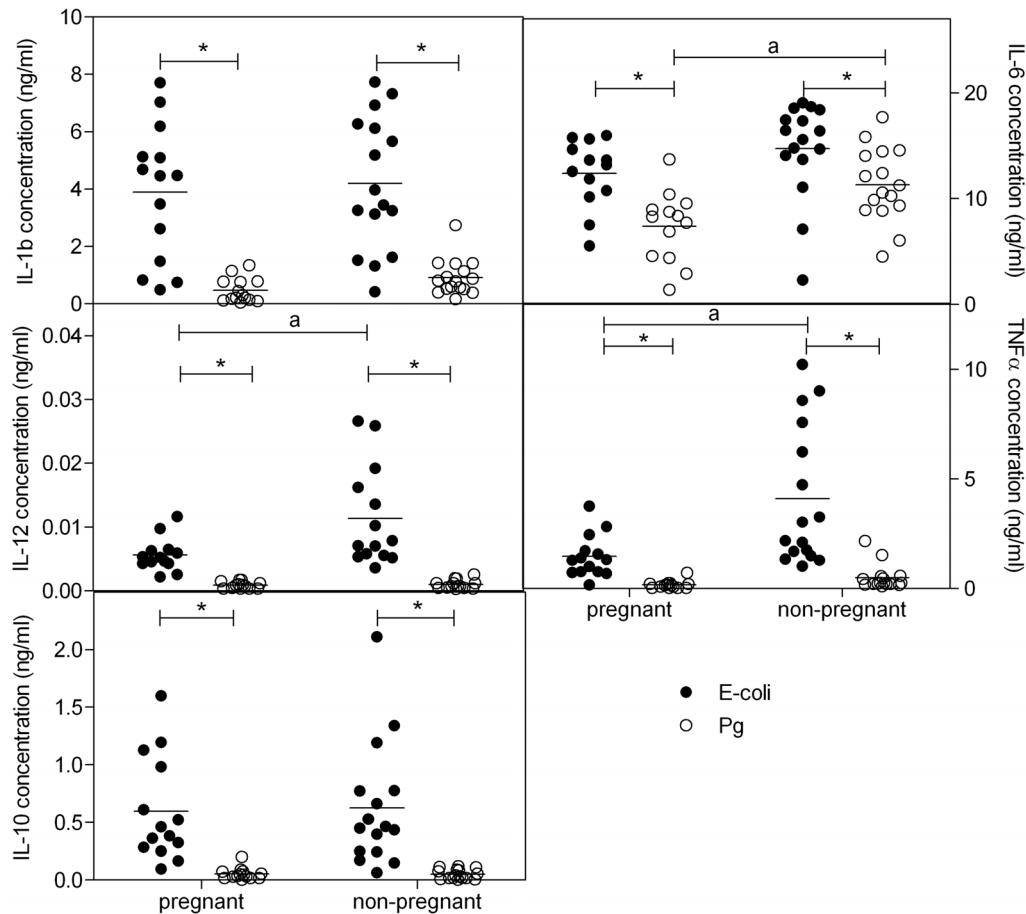 IL-1b concentration (ng/ml)
10
8
6
4
2
0
*
*
IL-6 concentration (ng/ml)
20
10
0
a
*
*
IL-12 concentration (ng/ml)
0.04
0.03
0.02
0.01
0.00
a
*
*
TNFα concentration (ng/ml)
10
5
0
a
*
*
pregnant non-pregnant
IL-10 concentration (ng/ml)
2.0
1.5
1.0
0.5
0.0
*
*
pregnant non-pregnant
E-coli
Pg